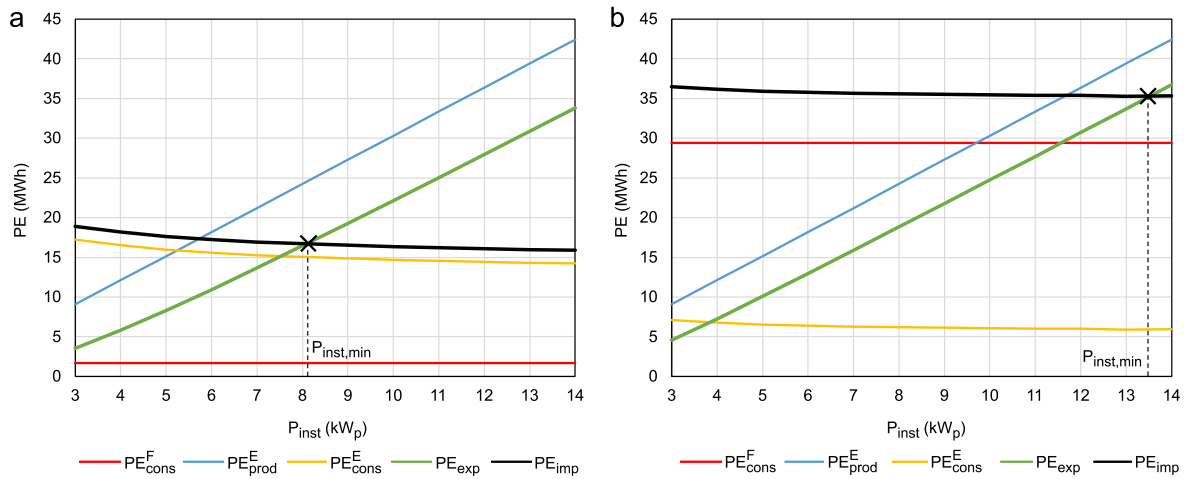 a
45
40
35
30
25
20
15
10
5
0
PE (MWh)
P_inst,min
3 4 5 6 7 8 9 10 11 12 13 14
P_inst (kW_p)
PE^F_cons PE^E_prod PE^E_cons PE_exp PE_imp
b
45
40
35
30
25
20
15
10
5
0
PE (MWh)
P_inst,min
3 4 5 6 7 8 9 10 11 12 13 14
P_inst (kW_p)
PE^F_cons PE^E_prod PE^E_cons PE_exp PE_imp